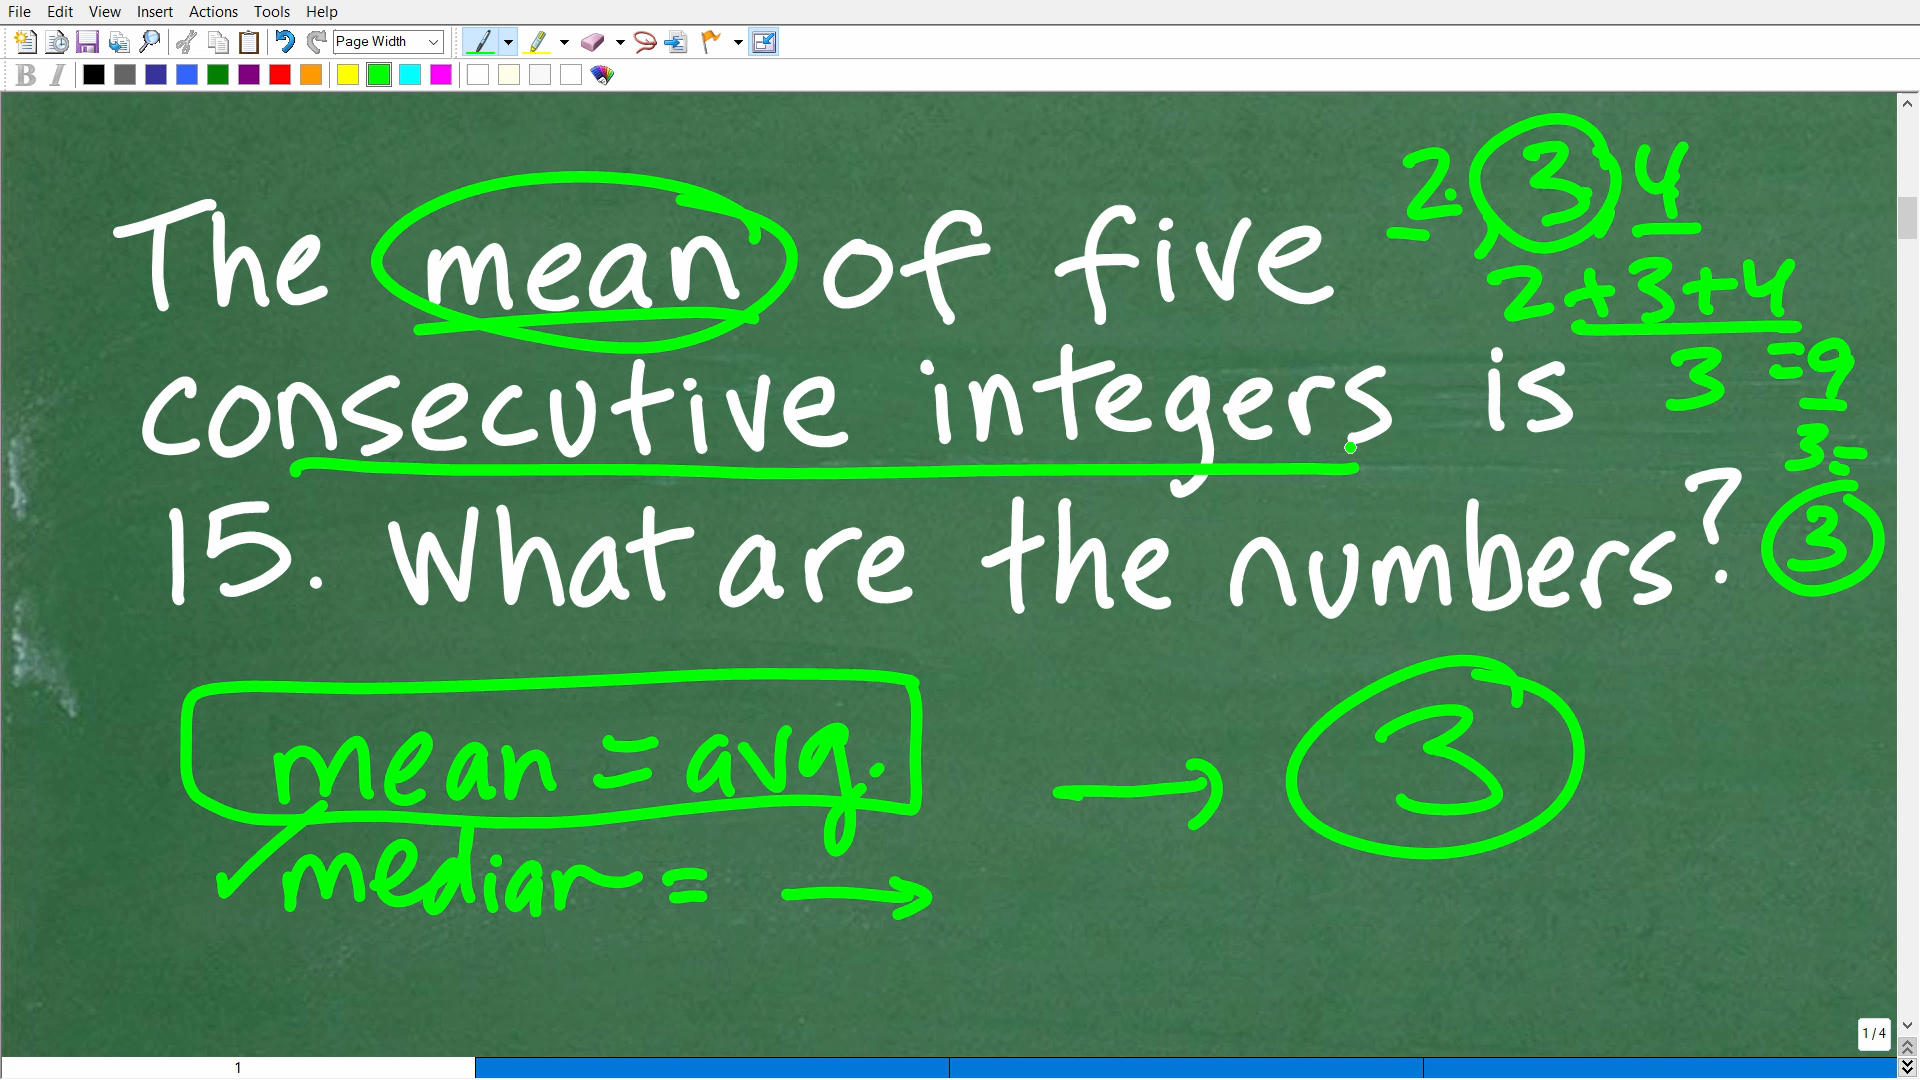 File Edit View Insert Actions Tools Help
Page Width
B I
2. 3 4
The mean of five
2+3+4
3 = 9
consecutive integers is
3 =
15. What are the numbers?
3
mean = avg. → 3
median = →
1/4
1